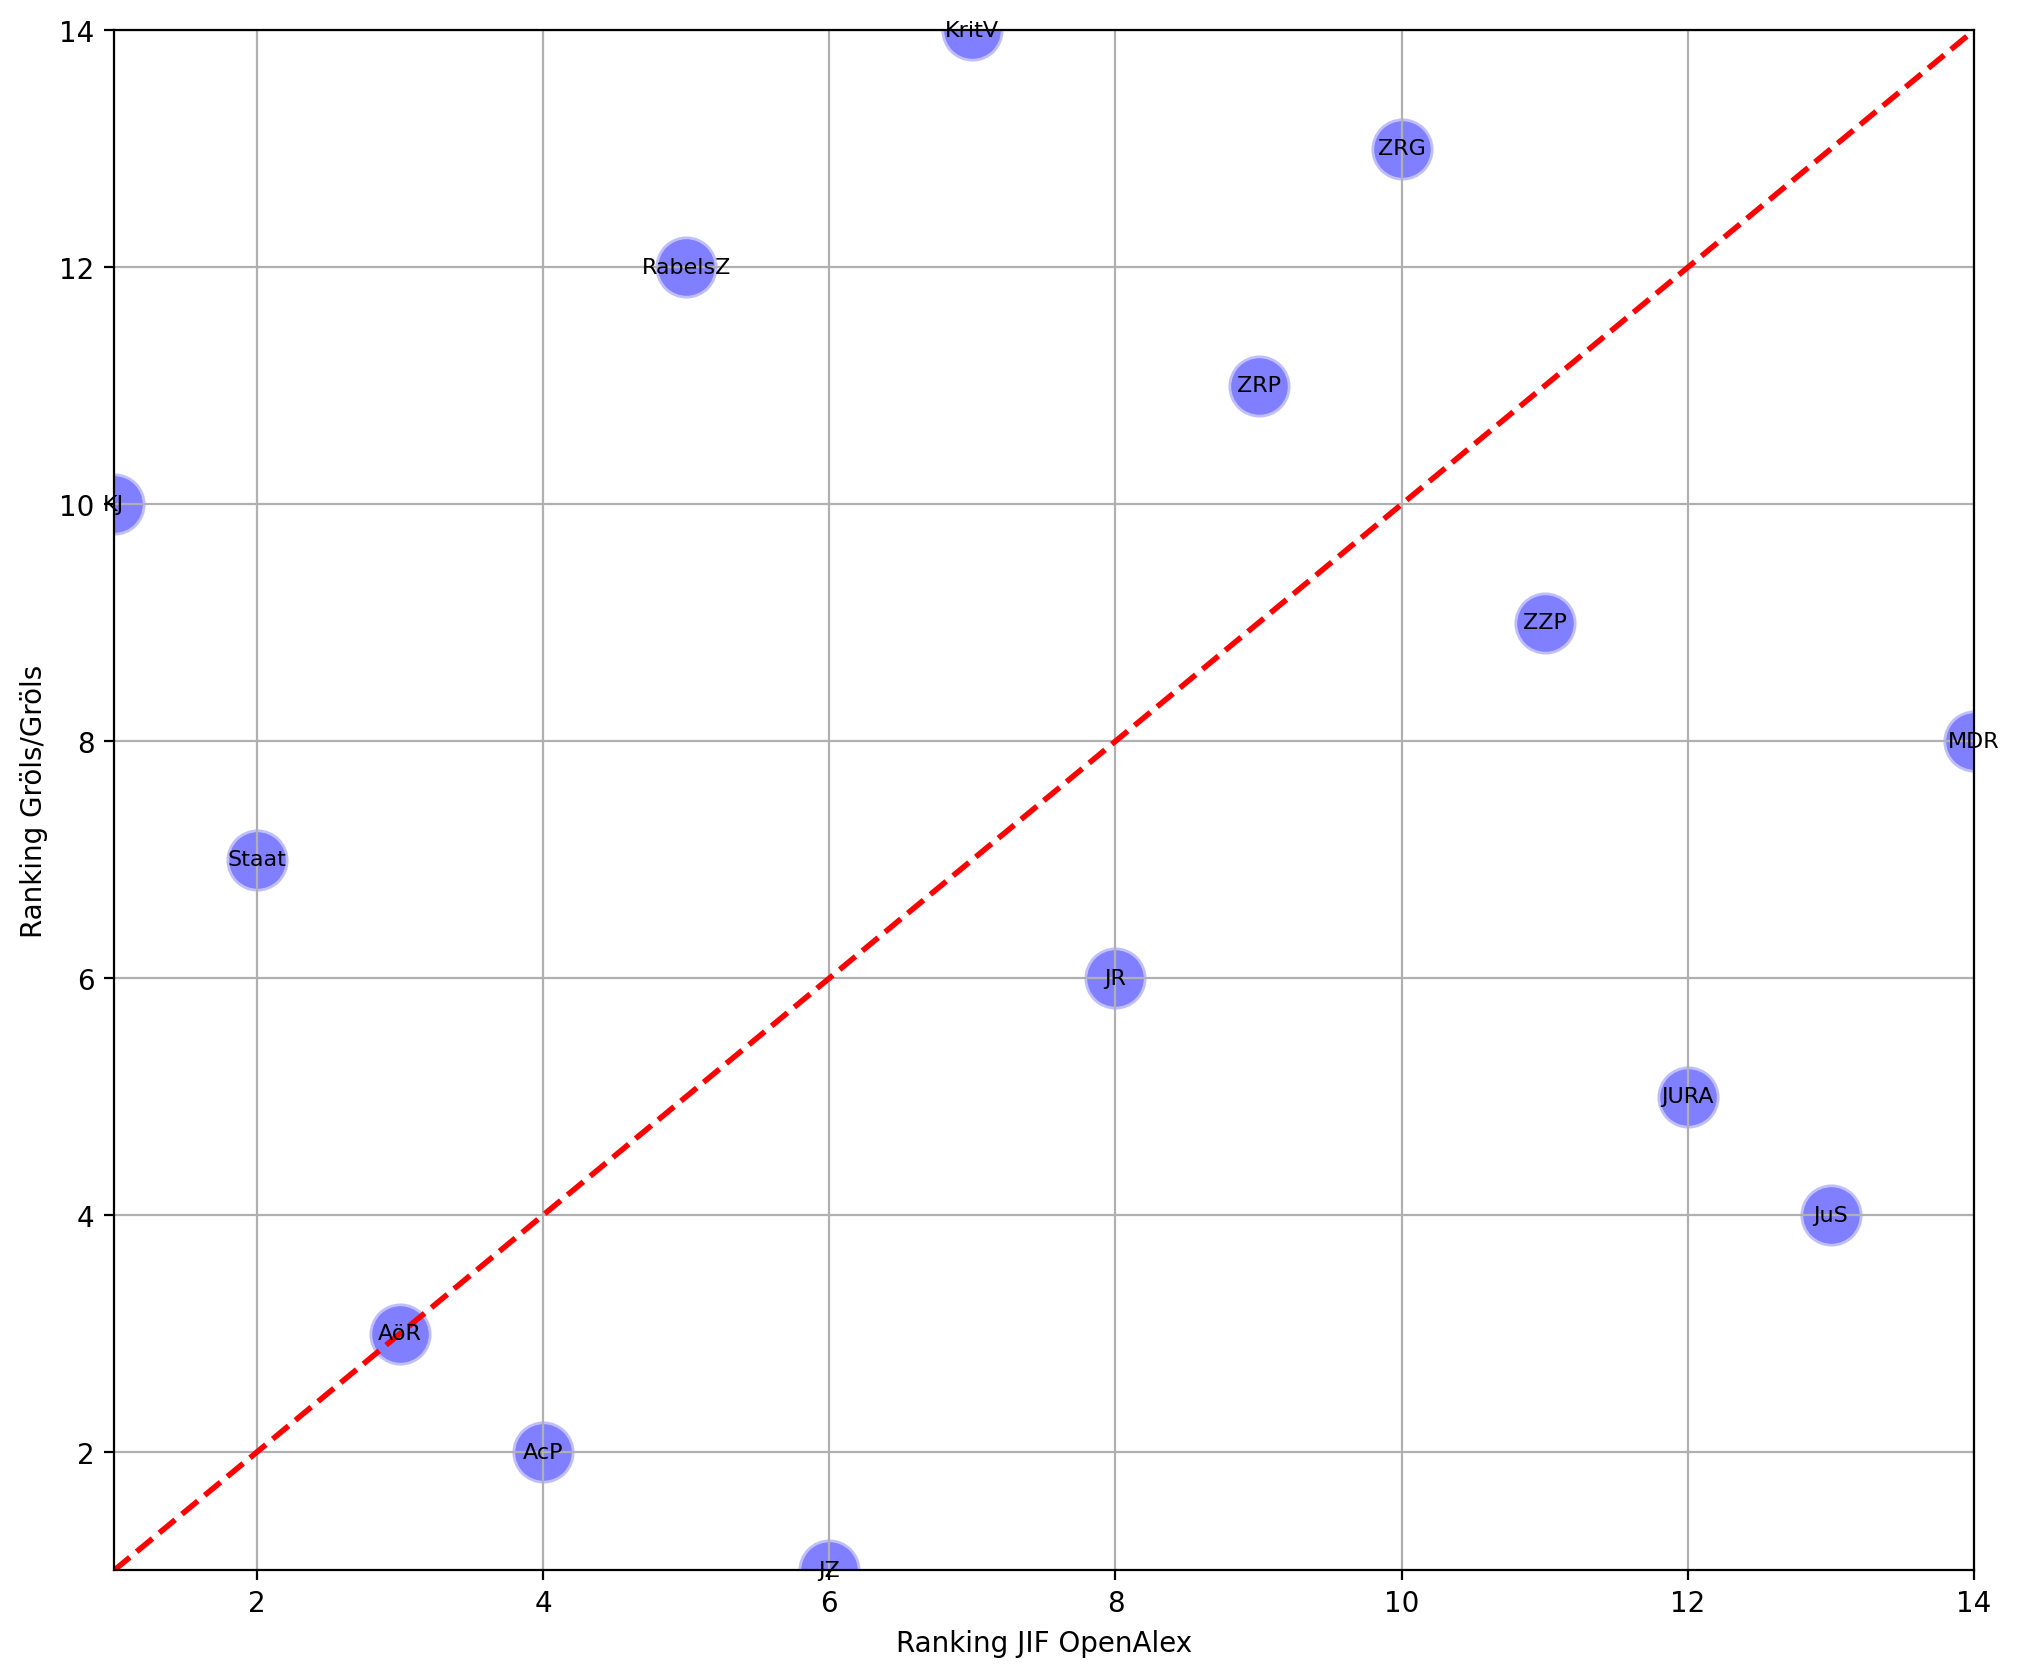 14
KritV
ZRG
12
RabelsZ
ZRP
10
KJ
ZZP
8
MDR
Staat
Ranking Gröls/Gröls
6
JR
JURA
4
JuS
AöR
2
AcP
JZ
2 4 6 8 10 12 14
Ranking JIF OpenAlex